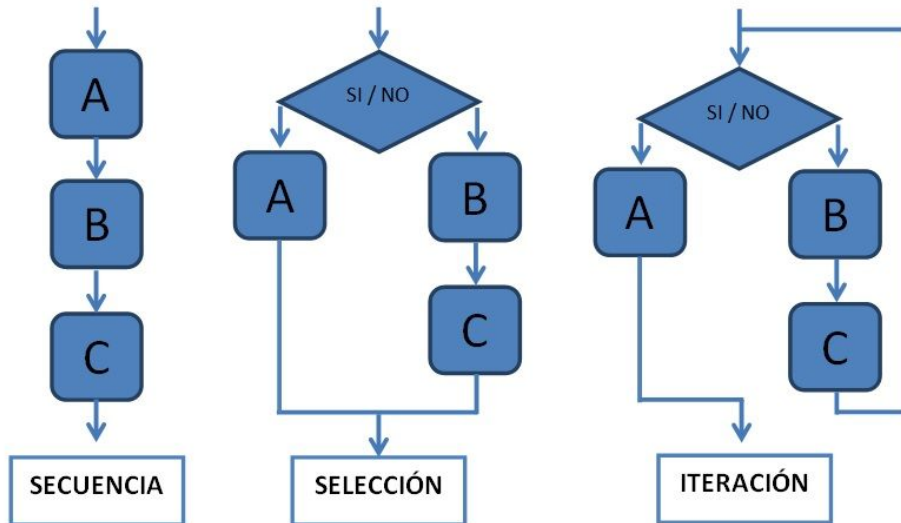 A
B
C
SECUENCIA
SI / NO
A
B
C
SELECCIÓN
SI / NO
A
B
C
ITERACIÓN